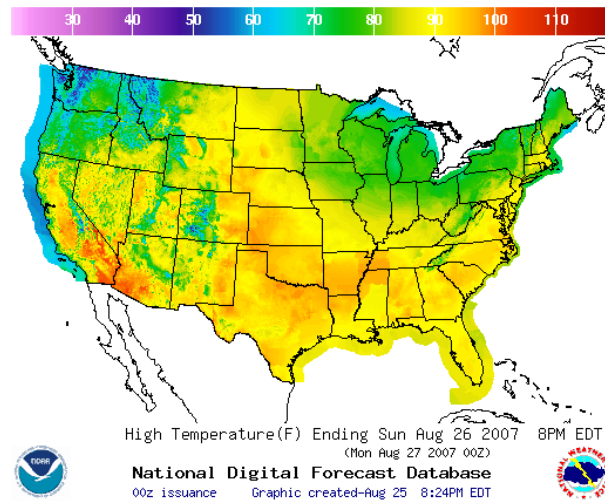 30 40 50 60 70 80 90 100 110
High Temperature(F) Ending Sun Aug 26 2007 8PM EDT
(Mon Aug 27 2007 00Z)
National Digital Forecast Database
00z issuance Graphic created-Aug 25 8:24PM EDT
NOAA